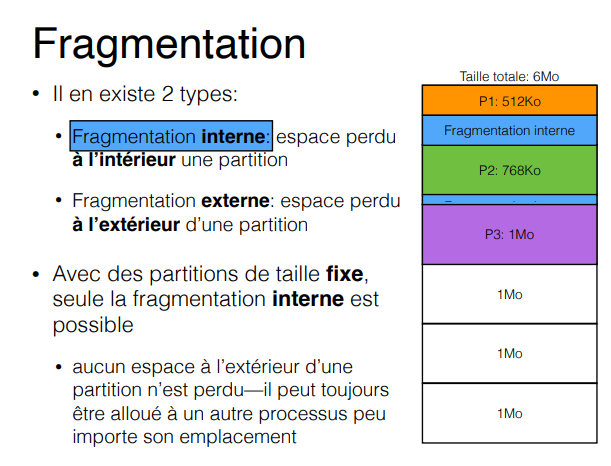 Fragmentation
• Il en existe 2 types:
• Fragmentation interne: espace perdu
à l'intérieur une partition
• Fragmentation externe: espace perdu
à l'extérieur d'une partition
• Avec des partitions de taille fixe,
seule la fragmentation interne est
possible
• aucun espace à l'extérieur d'une
partition n'est perdu—il peut toujours
être alloué à un autre processus peu
importe son emplacement
Taille totale: 6Mo
P1: 512Ko
Fragmentation interne
P2: 768Ko
P3: 1Mo
1Mo
1Mo
1Mo